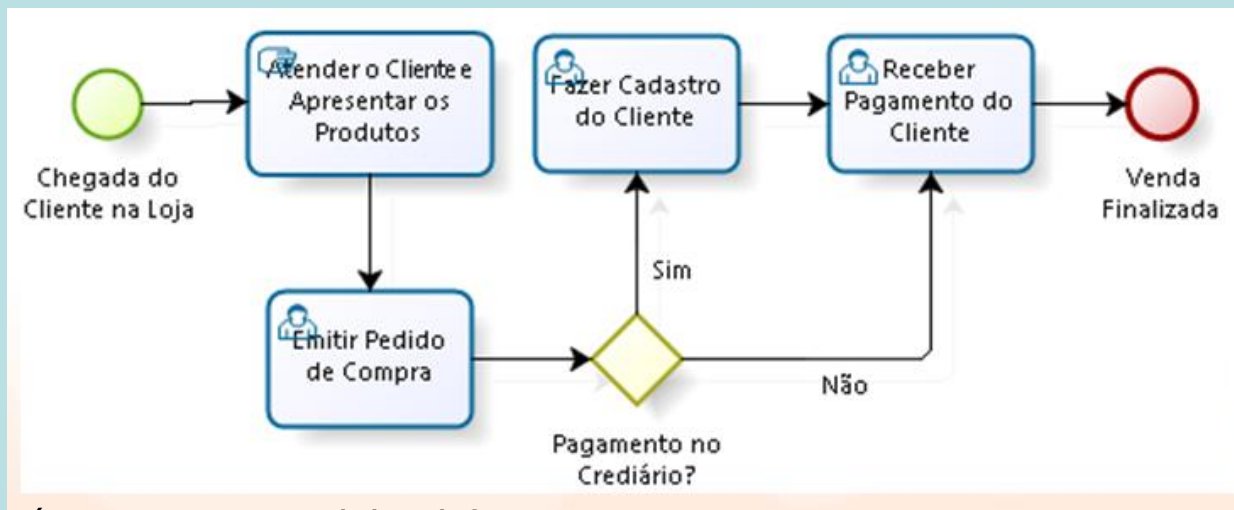 Atender o Cliente e
Apresentar os
Produtos
Chegada do
Cliente na Loja
Emitir Pedido
de Compra
Pagamento no
Crediário?
Sim
Não
Fazer Cadastro
do Cliente
Receber
Pagamento do
Cliente
Venda
Finalizada